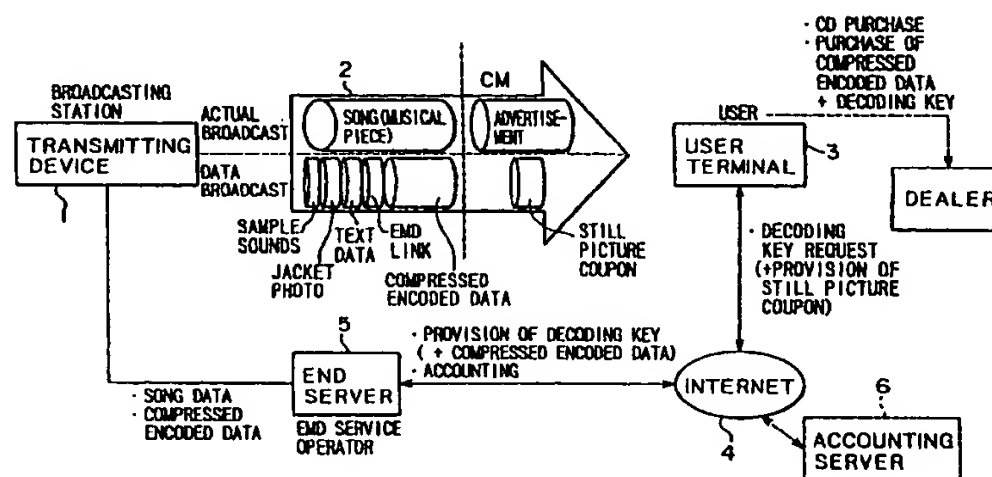 BROADCASTING
STATION
TRANSMITTING
DEVICE
1
ACTUAL
BROADCAST
DATA
BROADCAST
2
CM
SONG(MUSICAL
PIECE)
ADVERTISE-
MENT
SAMPLE
SOUNDS
JACKET
PHOTO
TEXT
DATA
EMD
LINK
COMPRESSED
ENCODED DATA
STILL
PICTURE
COUPON
· CD PURCHASE
· PURCHASE OF
COMPRESSED
ENCODED DATA
+ DECODING KEY
USER
USER
TERMINAL
3
DEALER
· DECODING
KEY REQUEST
(+PROVISION OF
STILL PICTURE
COUPON)
5
END
SERVER
EMD SERVICE
OPERATOR
· SONG DATA
· COMPRESSED
ENCODED DATA
· PROVISION OF DECODING KEY
( + COMPRESSED ENCODED DATA)
· ACCOUNTING
INTERNET
4
6
ACCOUNTING
SERVER